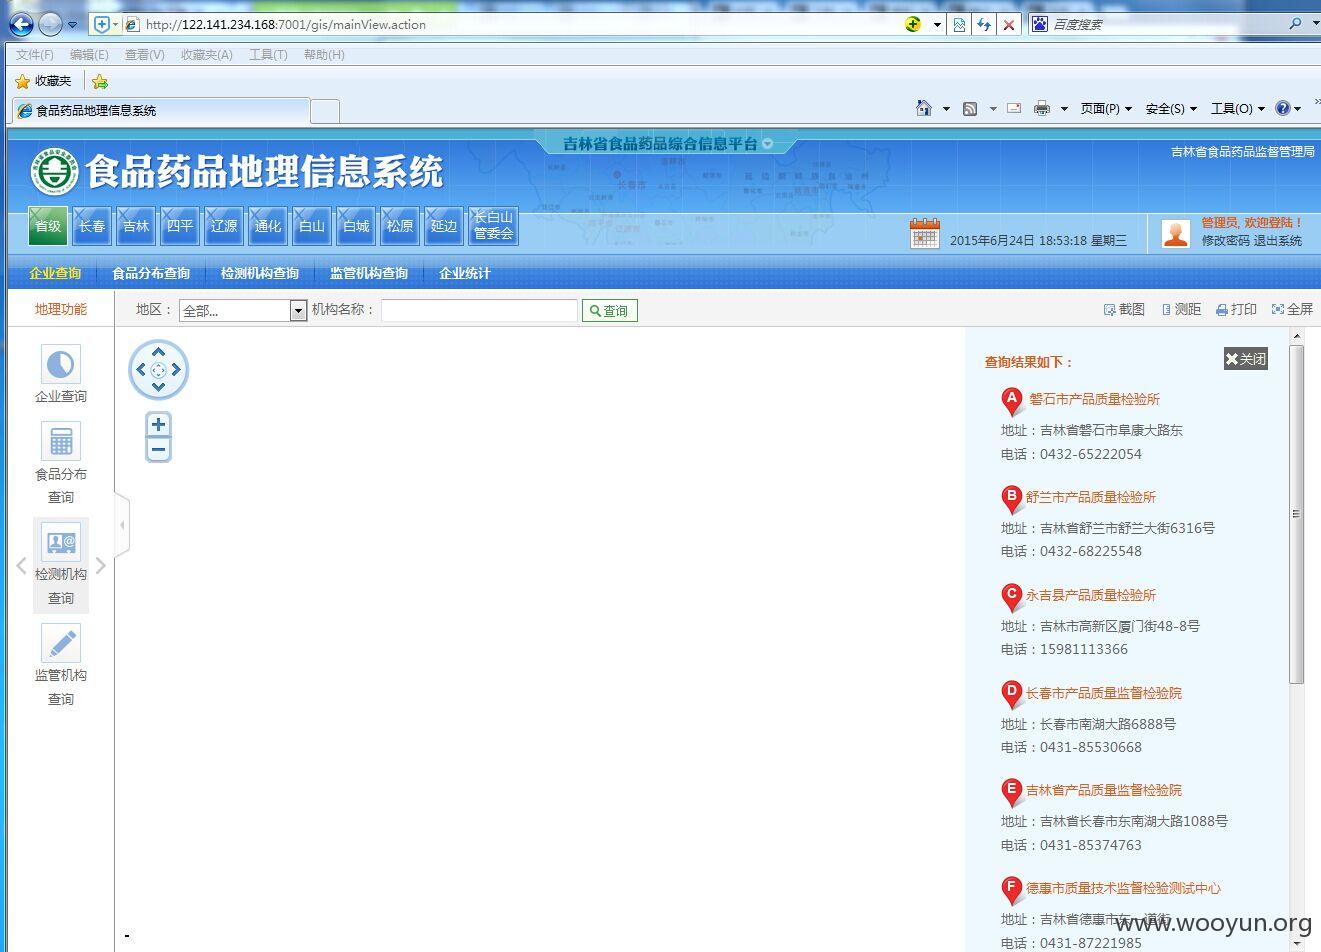 http://122.141.234.168:7001/gis/mainView.action
百度搜索
文件(F) 编辑(E) 查看(V) 收藏夹(A) 工具(T) 帮助(H)
收藏夹
食品药品地理信息系统
页面(P) 安全(S) 工具(O)
吉林省食品药品综合信息平台
吉林省食品药品监督管理局
食品药品地理信息系统
省级 长春 吉林 四平 辽源 通化 白山 白城 松原 延边 长白山
管委会
2015年6月24日 18:53:18 星期三
管理员, 欢迎登陆！
修改密码 退出系统
企业查询 食品分布查询 检测机构查询 监管机构查询 企业统计
地理功能
地区： 全部... 机构名称： 查询
截图 测距 打印 全屏
企业查询
食品分布
查询
检测机构
查询
监管机构
查询
查询结果如下：
关闭
A 磐石市产品质量检验所
地址：吉林省磐石市阜康大路东
电话：0432-65222054
B 舒兰市产品质量检验所
地址：吉林省舒兰市舒兰大街6316号
电话：0432-68225548
C 永吉县产品质量检验所
地址：吉林市高新区厦门街48-8号
电话：15981113366
D 长春市产品质量监督检验院
地址：长春市南湖大路6888号
电话：0431-85530668
E 吉林省产品质量监督检验院
地址：吉林省长春市东南湖大路1088号
电话：0431-85374763
F 德惠市质量技术监督检验测试中心
地址：吉林省德惠市东一道街
电话：0431-87221985
www.wooyun.org